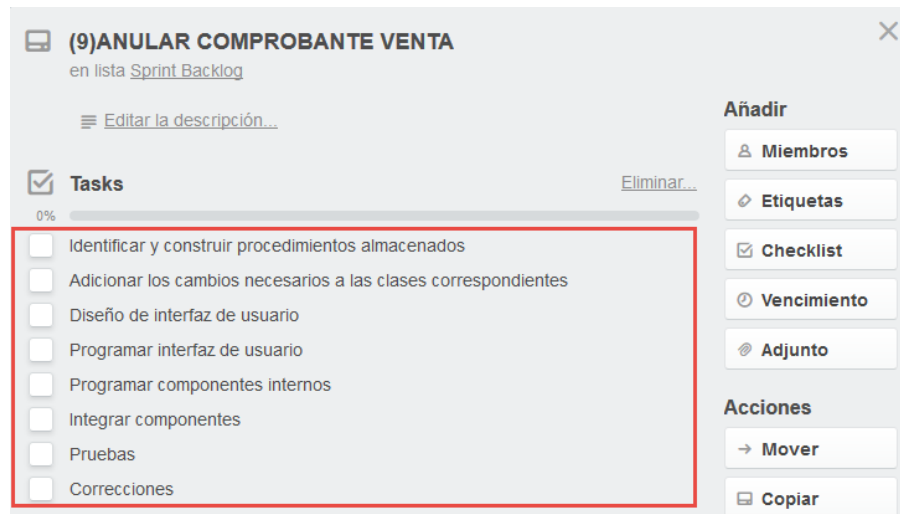 (9)ANULAR COMPROBANTE VENTA
en lista Sprint Backlog
Editar la descripción...
Tasks
Eliminar...
0%
Identificar y construir procedimientos almacenados
Adicionar los cambios necesarios a las clases correspondientes
Diseño de interfaz de usuario
Programar interfaz de usuario
Programar componentes internos
Integrar componentes
Pruebas
Correcciones
Añadir
Miembros
Etiquetas
Checklist
Vencimiento
Adjunto
Acciones
Mover
Copiar